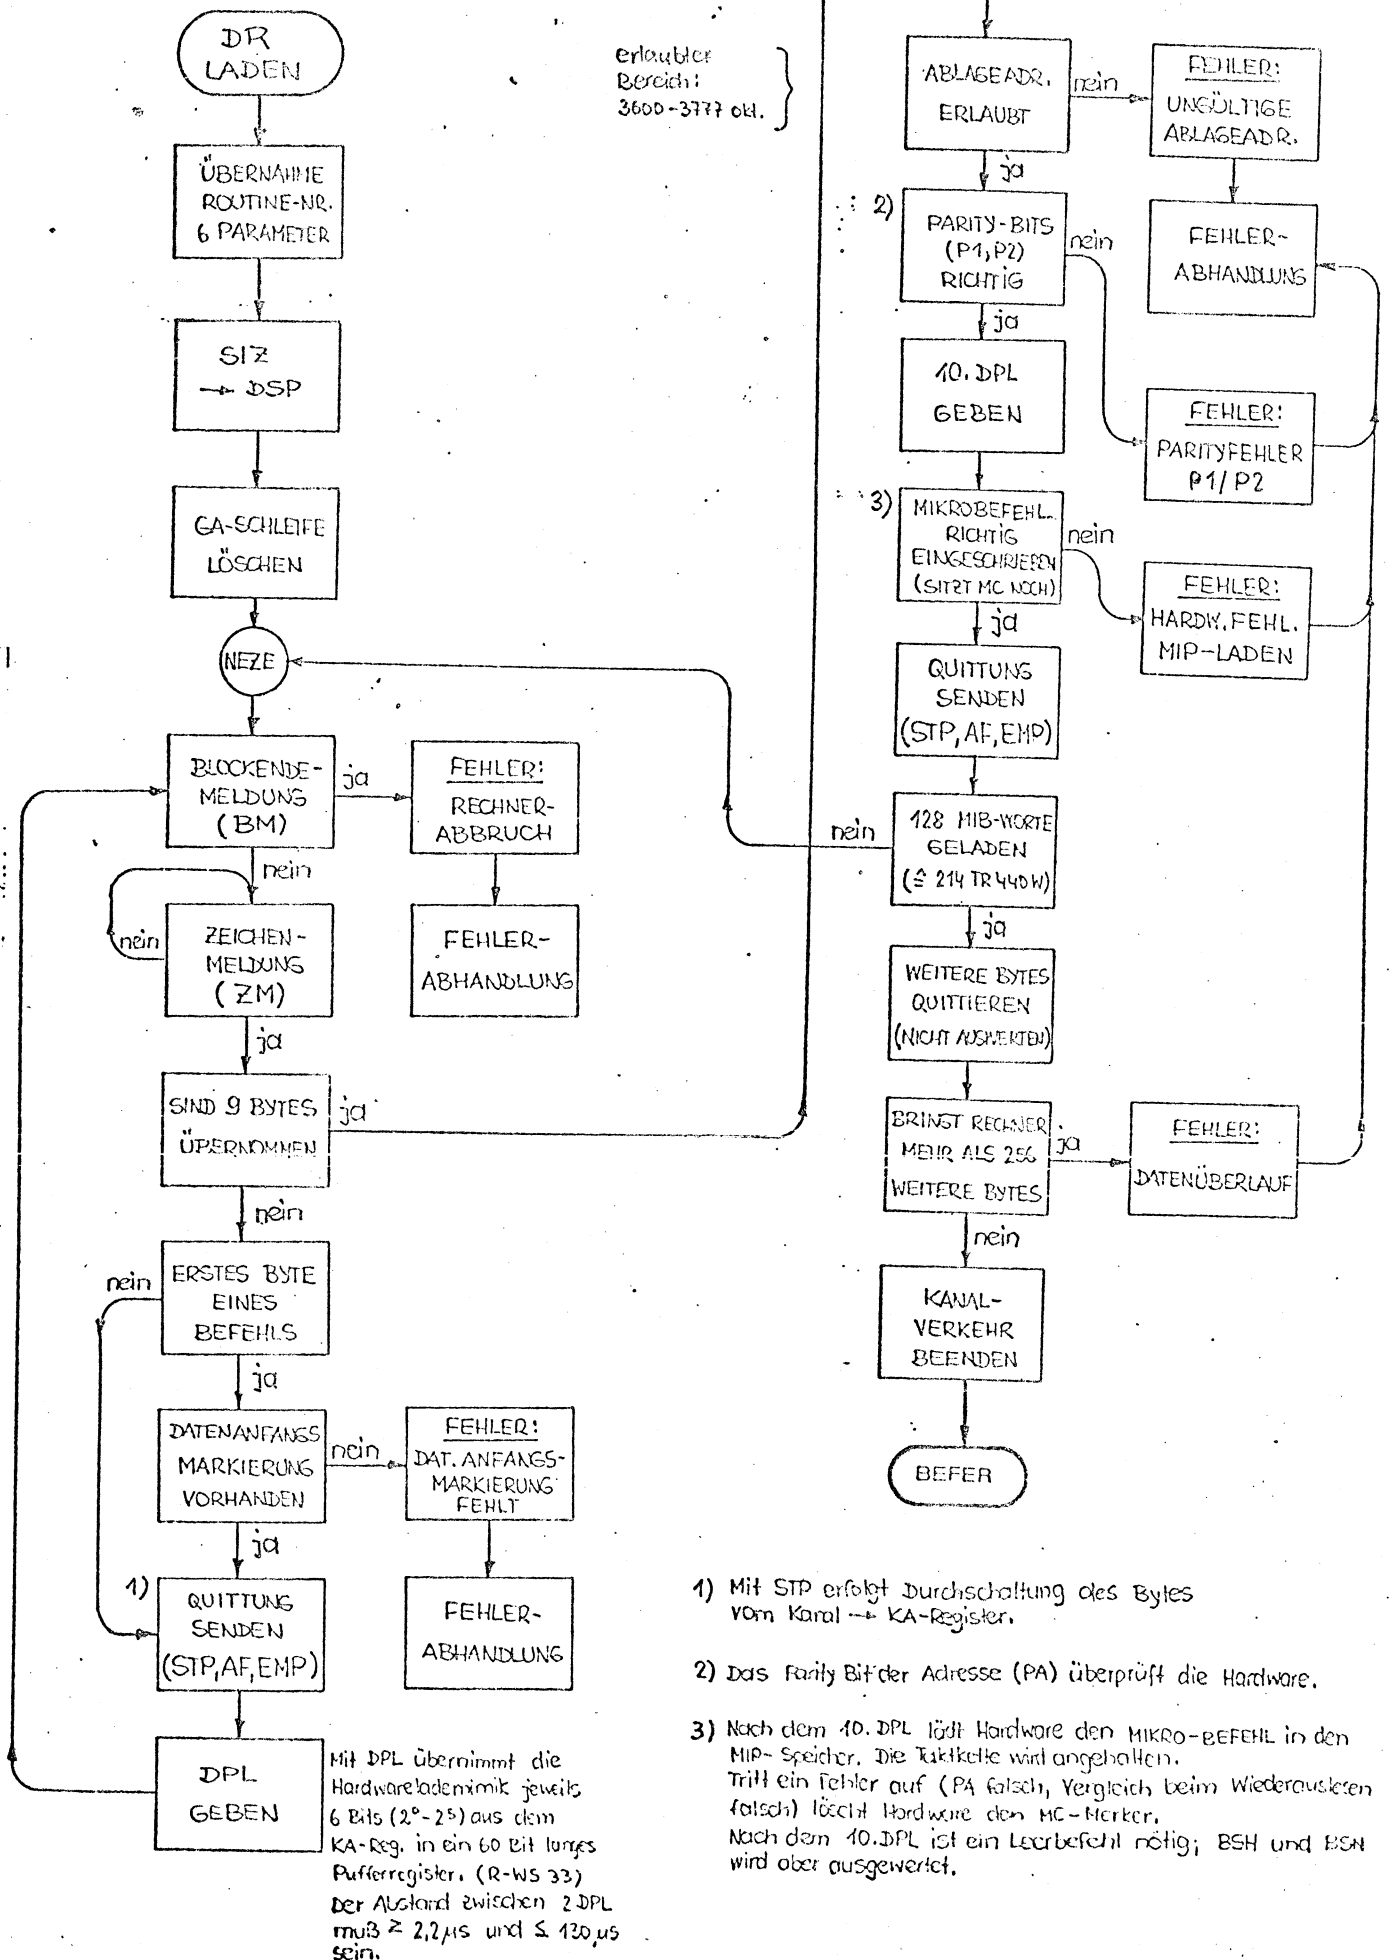 DR
LADEN
ÜBERNAHME
ROUTINE-NR.
6 PARAMETER
SIZ
→ DSP
GA-SCHLEIFE
LÖSCHEN
NEZE
BLOCKENDE-
MELDUNG
(BM)
ja
FEHLER:
RECHNER-
ABBRUCH
FEHLER-
ABHANDLUNG
nein
nein
ZEICHEN-
MELDUNG
(ZM)
ja
SIND 9 BYTES
ÜBERNOMMEN
ja
nein
nein
ERSTES BYTE
EINES
BEFEHLS
ja
DATENANFANGS
MARKIERUNG
VORHANDEN
nein
FEHLER:
DAT. ANFANGS-
MARKIERUNG
FEHLT
FEHLER-
ABHANDLUNG
ja
1)
QUITTUNG
SENDEN
(STP, AF, EMP)
DPL
GEBEN
Mit DPL übernimmt die
Hardwarelademimik jeweils
6 Bits (2⁰-2⁵) aus dem
KA-Reg. in ein 60 Bit langes
Pufferregister. (R-WS 33)
Der Abstand zwischen 2 DPL
muß ≥ 2,2 µs und ≤ 130 µs
sein.
erlaubter
Bereich:
3600-3777 okt.
ABLAGEADR.
ERLAUBT
nein
FEHLER:
UNGÜLTIGE
ABLAGEADR.
FEHLER-
ABHANDLUNG
ja
2)
PARITY-BITS
(P1, P2)
RICHTIG
nein
FEHLER:
PARITYFEHLER
P1/P2
ja
10. DPL
GEBEN
3)
MIKROBEFEHL
RICHTIG
EINGESCHRIEBEN
(SITZT MC NOCH)
nein
FEHLER:
HARDW. FEHL.
MIP-LADEN
ja
QUITTUNG
SENDEN
(STP, AF, EMP)
128 MIB-WORTE
GELADEN
(≙ 214 TR 440 W)
nein
ja
WEITERE BYTES
QUITTIEREN
(NICHT AUSWERTEN)
BRINGT RECHNER
MEHR ALS 256
WEITERE BYTES
ja
FEHLER:
DATENÜBERLAUF
nein
KANAL-
VERKEHR
BEENDEN
BEFER
1) Mit STP erfolgt Durchschaltung des Bytes
vom Kanal → KA-Register.
2) Das Parity Bit der Adresse (PA) überprüft die Hardware.
3) Nach dem 10. DPL lädt Hardware den MIKRO-BEFEHL in den
MIP-Speicher. Die Taktkette wird angehalten.
Tritt ein Fehler auf (PA falsch, Vergleich beim Wiederauslesen
falsch) löscht Hardware den MC-Merker.
Nach dem 10. DPL ist ein Leerbefehl nötig; BSH und BSN
wird aber ausgewertet.